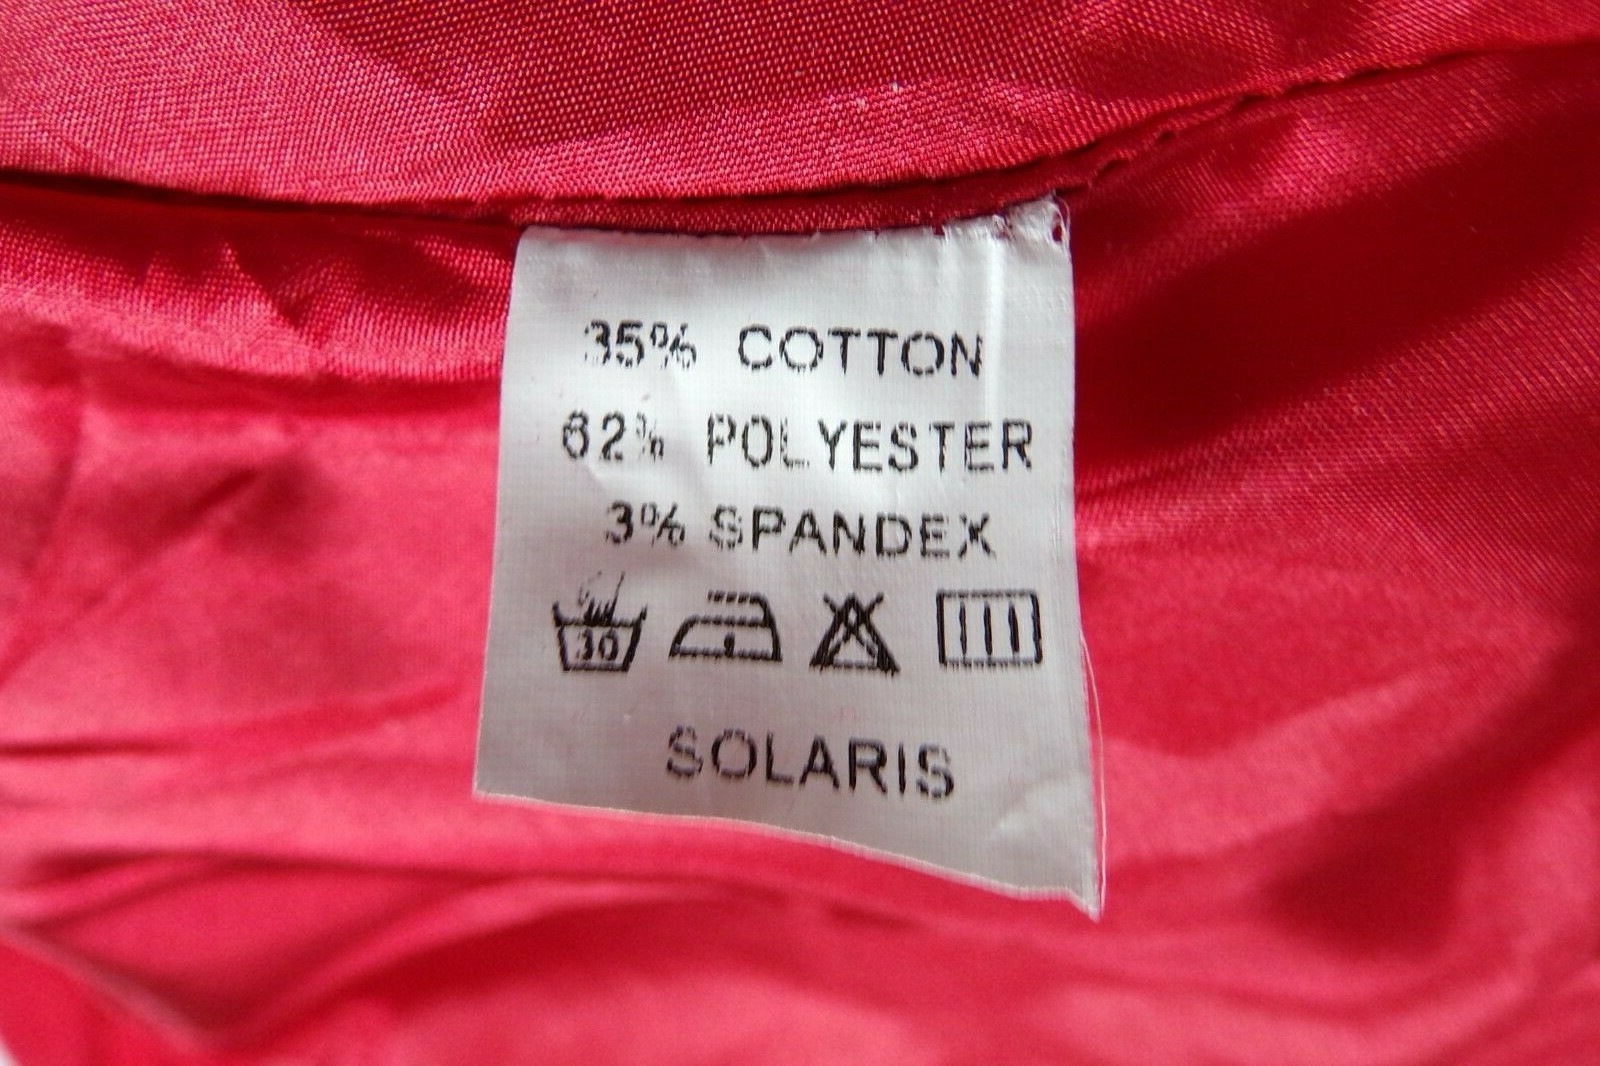 35% COTTON
62% POLYESTER
3% SPANDEX
30
SOLARIS